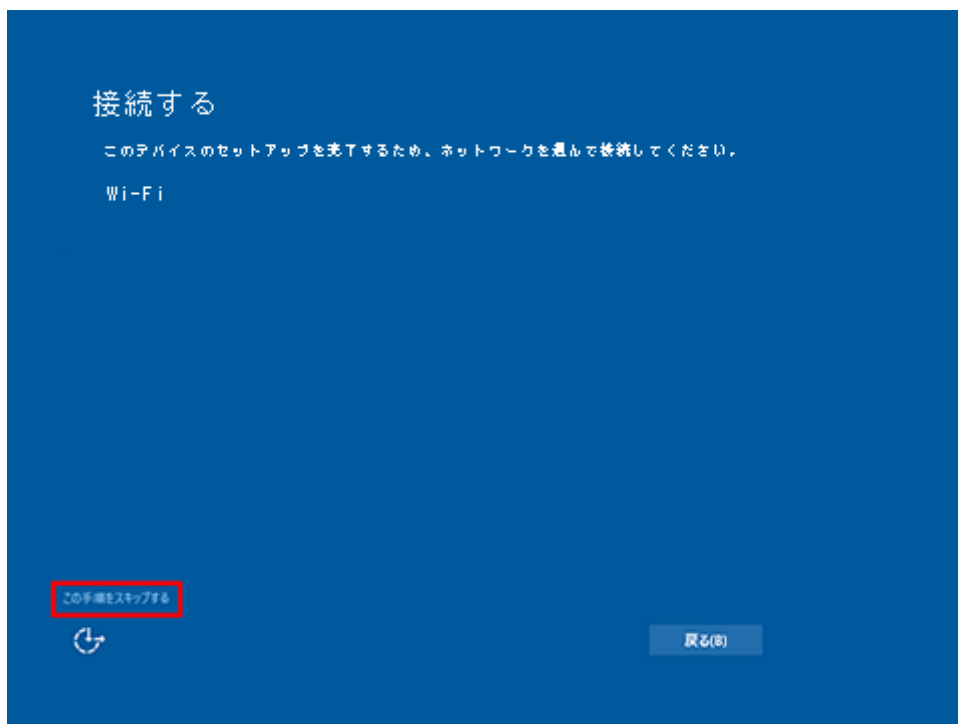 接続する
このデバイスのセットアップを完了するため、ネットワークを選んで接続してください。
Wi-Fi
この手順をスキップする
戻る(B)